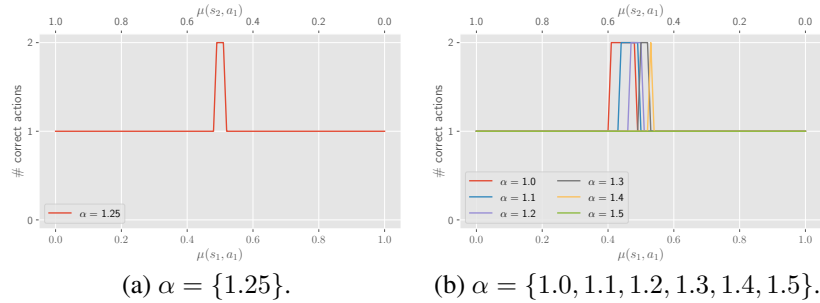 μ(s₂, a₁)
1.0 0.8 0.6 0.4 0.2 0.0
2
1
0
# correct actions
α = 1.25
0.0 0.2 0.4 0.6 0.8 1.0
μ(s₁, a₁)
(a) α = {1.25}.
μ(s₂, a₁)
1.0 0.8 0.6 0.4 0.2 0.0
2
1
0
# correct actions
α = 1.0 α = 1.3
α = 1.1 α = 1.4
α = 1.2 α = 1.5
0.0 0.2 0.4 0.6 0.8 1.0
μ(s₁, a₁)
(b) α = {1.0, 1.1, 1.2, 1.3, 1.4, 1.5}.